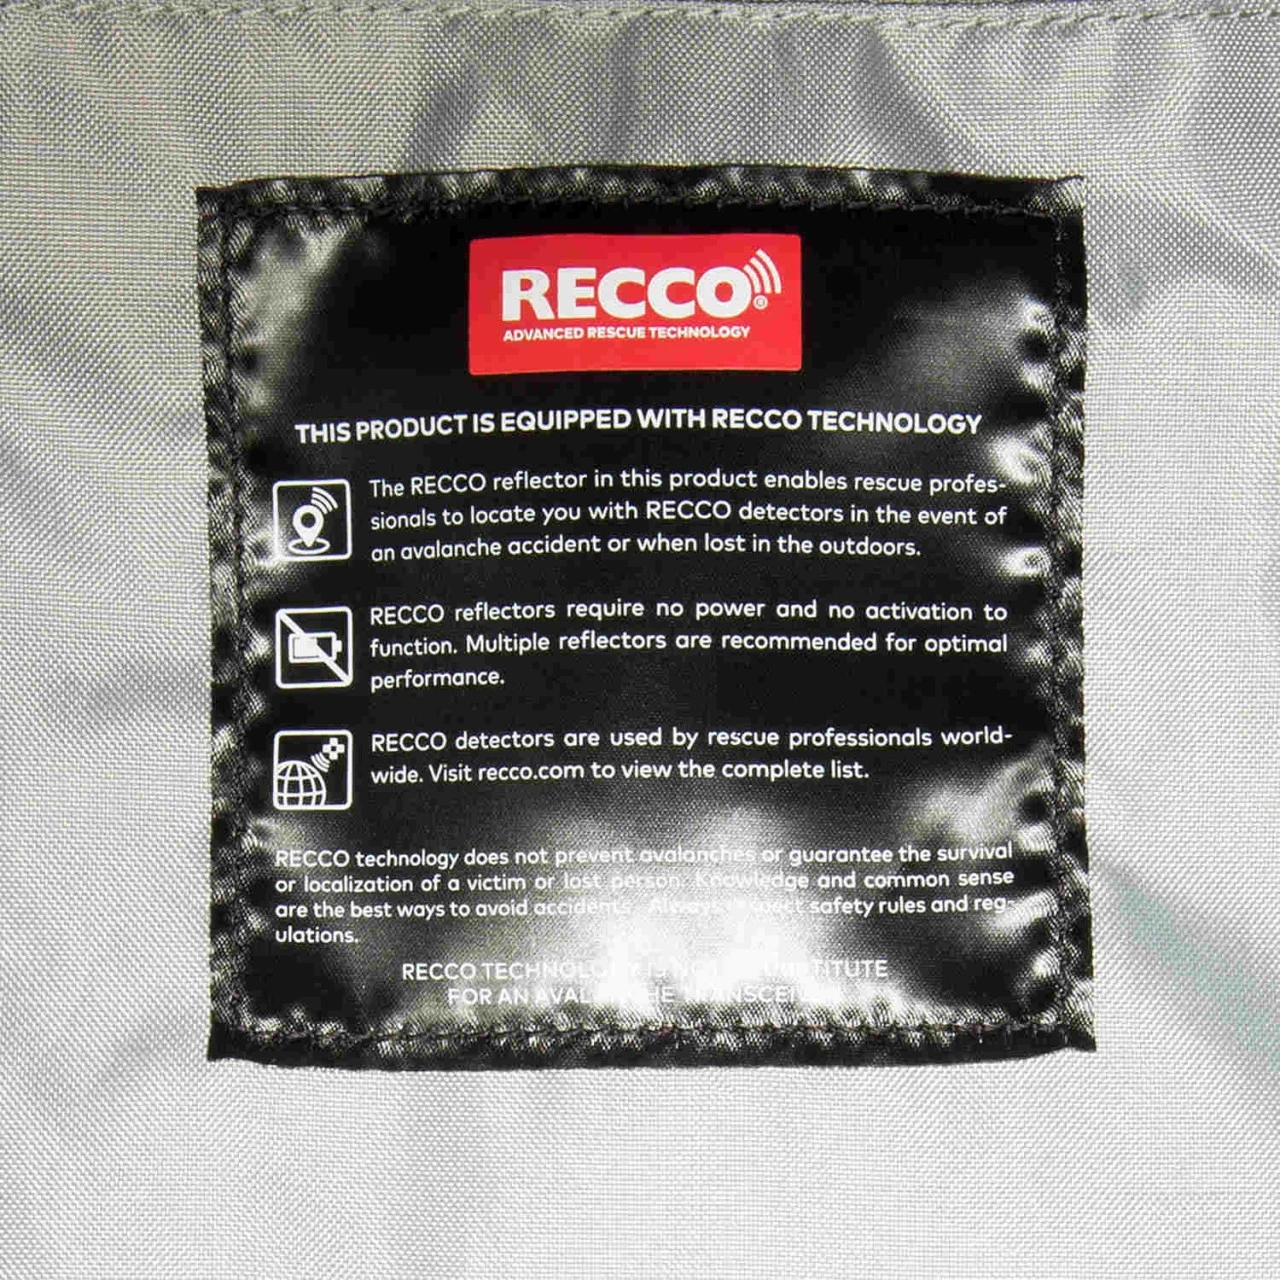 RECCO®
ADVANCED RESCUE TECHNOLOGY
THIS PRODUCT IS EQUIPPED WITH RECCO TECHNOLOGY
The RECCO reflector in this product enables rescue profes-
sionals to locate you with RECCO detectors in the event of
an avalanche accident or when lost in the outdoors.
RECCO reflectors require no power and no activation to
function. Multiple reflectors are recommended for optimal
performance.
RECCO detectors are used by rescue professionals world-
wide. Visit recco.com to view the complete list.
RECCO technology does not prevent avalanches or guarantee the survival
or localization of a victim or lost person. Knowledge and common sense
are the best ways to avoid accidents. Always respect safety rules and reg-
ulations.
RECCO TECHNOLOGY IS
FOR AN